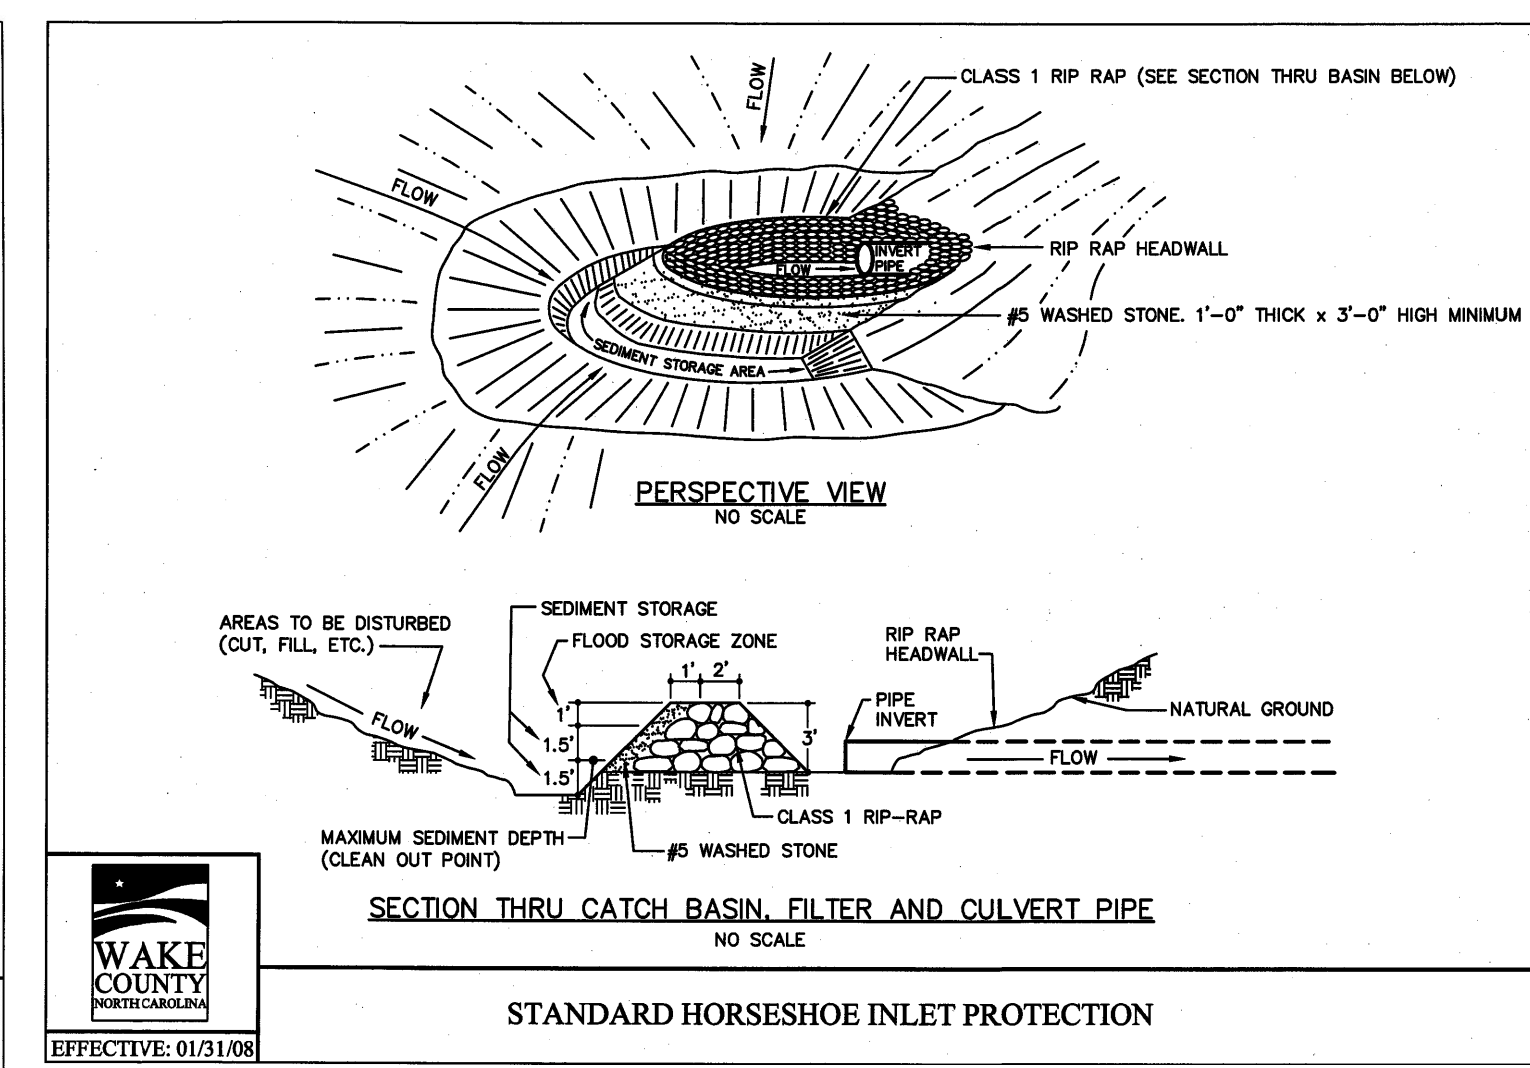 FLOW
CLASS 1 RIP RAP (SEE SECTION THRU BASIN BELOW)
FLOW
RIP RAP HEADWALL
INVERT
PIPE
FLOW
#5 WASHED STONE. 1'-0" THICK x 3'-0" HIGH MINIMUM
SEDIMENT STORAGE AREA
FLOW
PERSPECTIVE VIEW
NO SCALE
SEDIMENT STORAGE
AREAS TO BE DISTURBED
(CUT, FILL, ETC.)
FLOOD STORAGE ZONE
RIP RAP
HEADWALL
1'
2'
PIPE
INVERT
NATURAL GROUND
FLOW
1'
1.5'
1.5'
3'
FLOW
CLASS 1 RIP-RAP
MAXIMUM SEDIMENT DEPTH
(CLEAN OUT POINT)
#5 WASHED STONE
SECTION THRU CATCH BASIN, FILTER AND CULVERT PIPE
NO SCALE
WAKE
COUNTY
NORTH CAROLINA
STANDARD HORSESHOE INLET PROTECTION
EFFECTIVE: 01/31/08